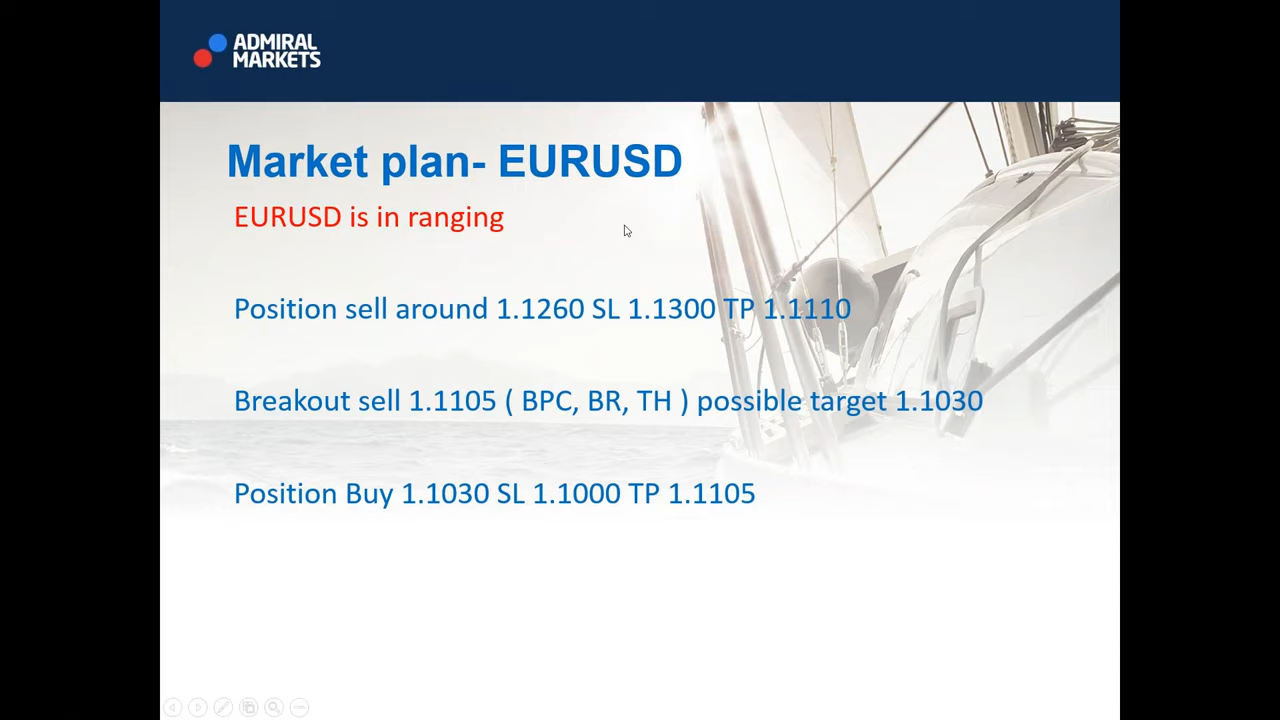 ADMIRAL
MARKETS
Market plan- EURUSD
EURUSD is in ranging
Position sell around 1.1260 SL 1.1300 TP 1.1110
Breakout sell 1.1105 ( BPC, BR, TH ) possible target 1.1030
Position Buy 1.1030 SL 1.1000 TP 1.1105